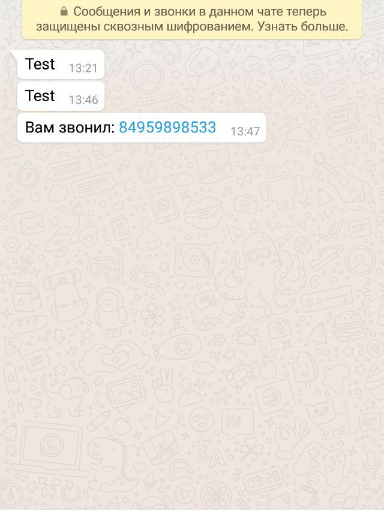 Сообщения и звонки в данном чате теперь
защищены сквозным шифрованием. Узнать больше.
Test 13:21
Test 13:46
Вам звонил: 84959898533 13:47